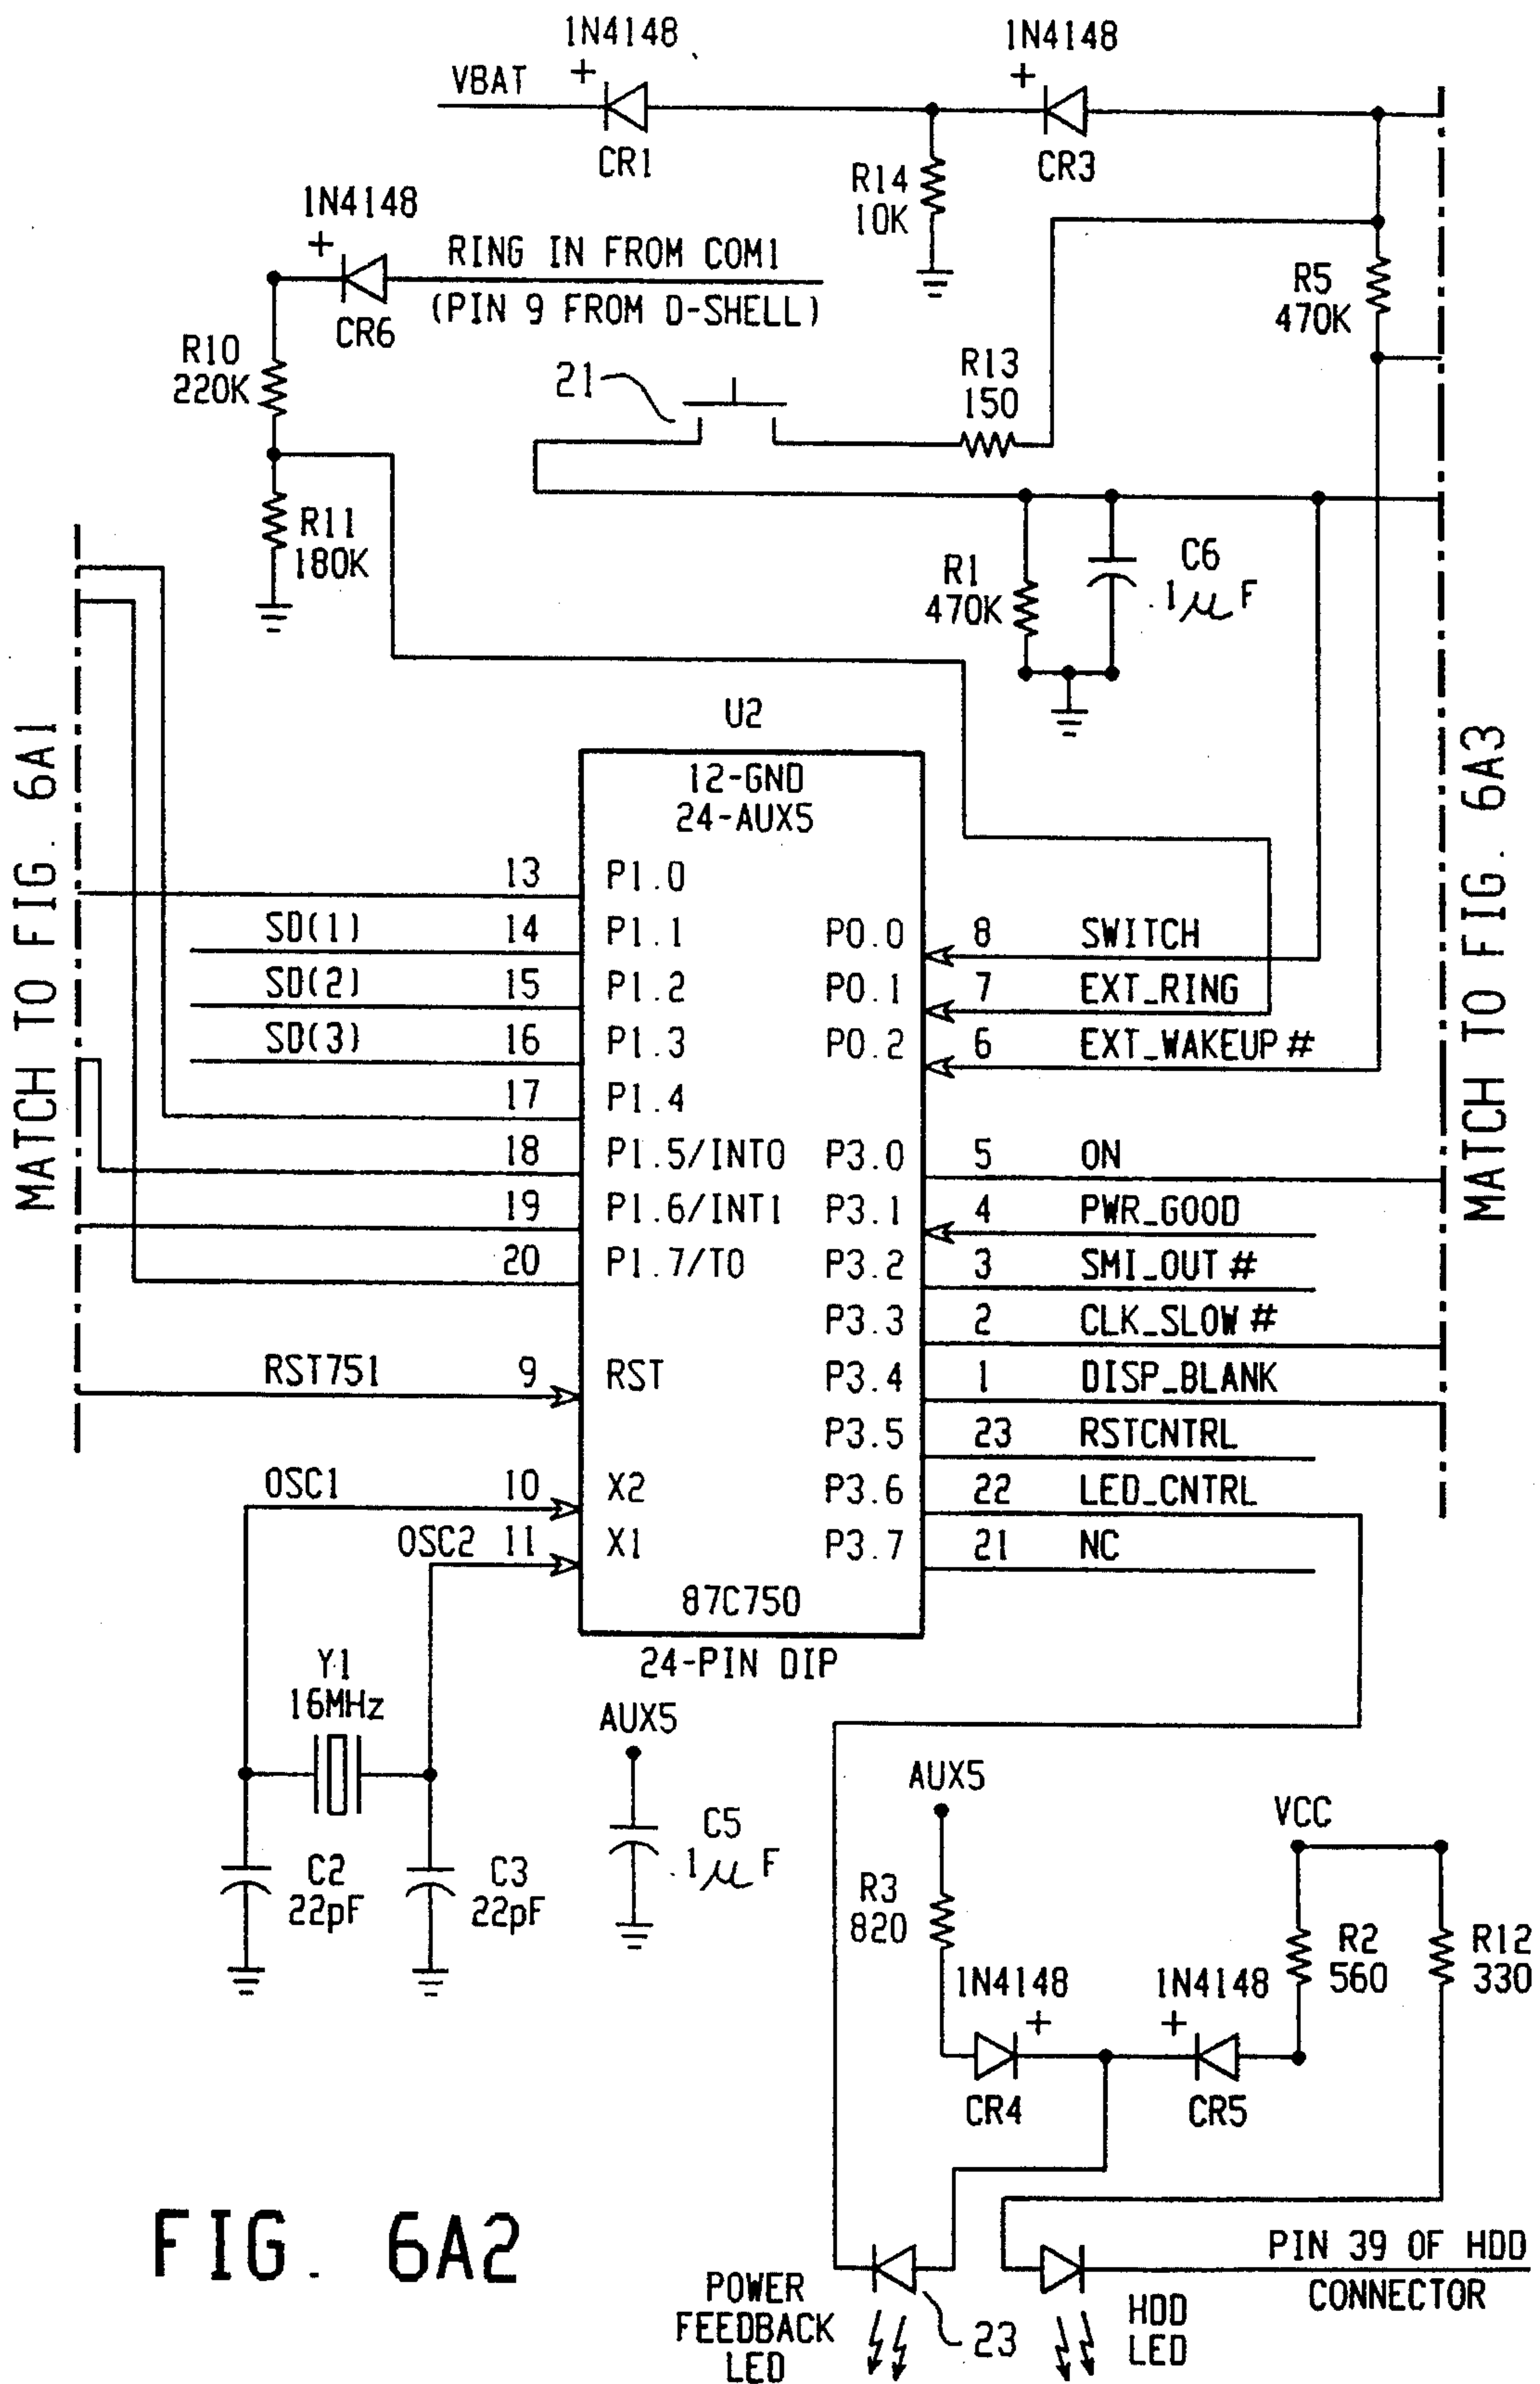 1N4148
1N4148
VBAT
+
+
CR1
CR3
R14
10K
1N4148
+
RING IN FROM COM1
(PIN 9 FROM D-SHELL)
CR6
R5
470K
R10
220K
21
R13
150
R11
180K
R1
470K
C6
.1μF
MATCH TO FIG. 6A1
MATCH TO FIG. 6A3
U2
12-GND
24-AUX5
13 P1.0
SD(1) 14 P1.1
P0.0 8 SWITCH
SD(2) 15 P1.2
P0.1 7 EXT_RING
SD(3) 16 P1.3
P0.2 6 EXT_WAKEUP#
17 P1.4
18 P1.5/INT0
P3.0 5 ON
19 P1.6/INT1
P3.1 4 PWR_GOOD
20 P1.7/T0
P3.2 3 SMI_OUT#
P3.3 2 CLK_SLOW#
RST751 9 RST
P3.4 1 DISP_BLANK
P3.5 23 RSTCNTRL
OSC1 10 X2
P3.6 22 LED_CNTRL
OSC2 11 X1
P3.7 21 NC
87C750
24-PIN DIP
Y1
16MHz
AUX5
C5
.1μF
C2
22pF
C3
22pF
AUX5
VCC
R3
820
R2
560
R12
330
1N4148
+
1N4148
+
CR4
CR5
FIG. 6A2
POWER
FEEDBACK
LED
23
HDD
LED
PIN 39 OF HDD
CONNECTOR